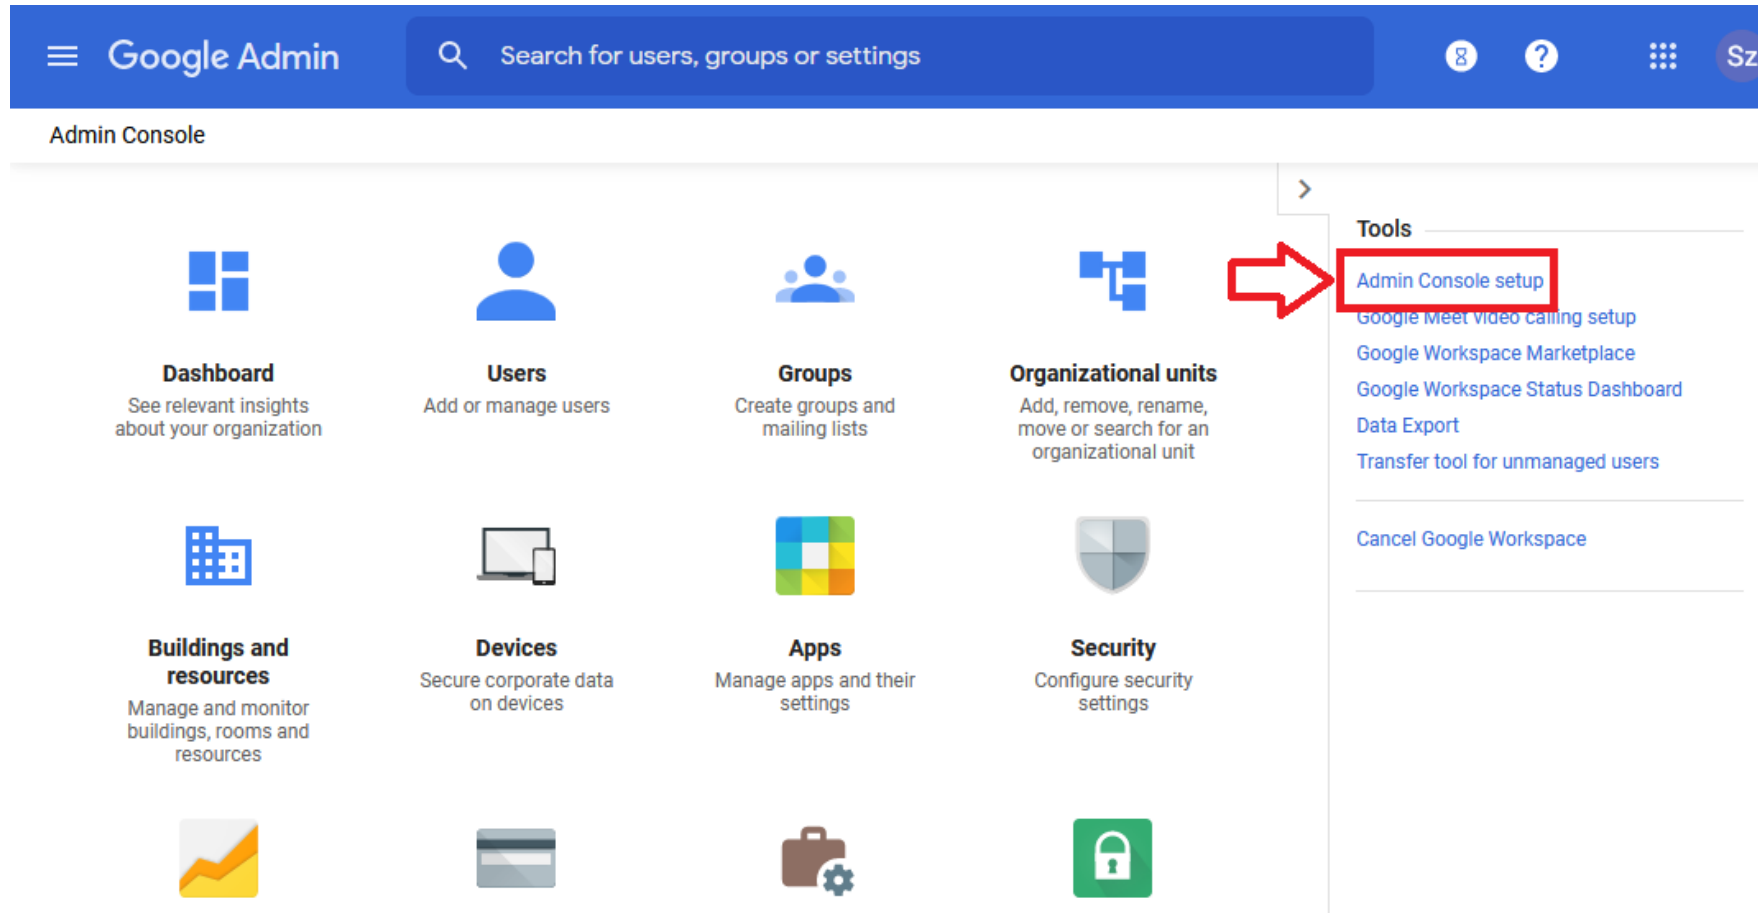 Google Admin
Search for users, groups or settings
Sz
Admin Console
Dashboard
See relevant insights
about your organization
Users
Add or manage users
Groups
Create groups and
mailing lists
Organizational units
Add, remove, rename,
move or search for an
organizational unit
Buildings and
resources
Manage and monitor
buildings, rooms and
resources
Devices
Secure corporate data
on devices
Apps
Manage apps and their
settings
Security
Configure security
settings
Tools
Admin Console setup
Google Meet video calling setup
Google Workspace Marketplace
Google Workspace Status Dashboard
Data Export
Transfer tool for unmanaged users
Cancel Google Workspace